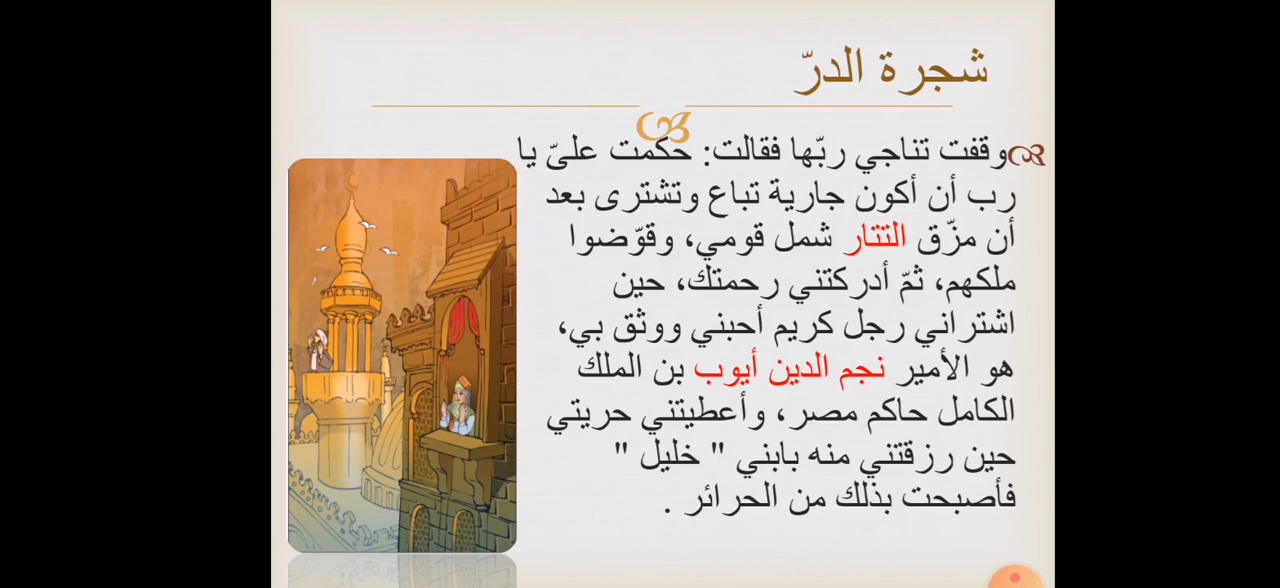 شجرة الدرّ
وقفت تناجي ربّها فقالت: حكمت علىّ يا
رب أن أكون جارية تباع وتشترى بعد
أن مزّق التتار شمل قومي، وقوّضوا
ملكهم، ثمّ أدركتني رحمتك، حين
اشتراني رجل كريم أحبني ووثق بي،
هو الأمير نجم الدين أيوب بن الملك
الكامل حاكم مصر، وأعطيتني حريتي
حين رزقتني منه بابني " خليل "
فأصبحت بذلك من الحرائر .